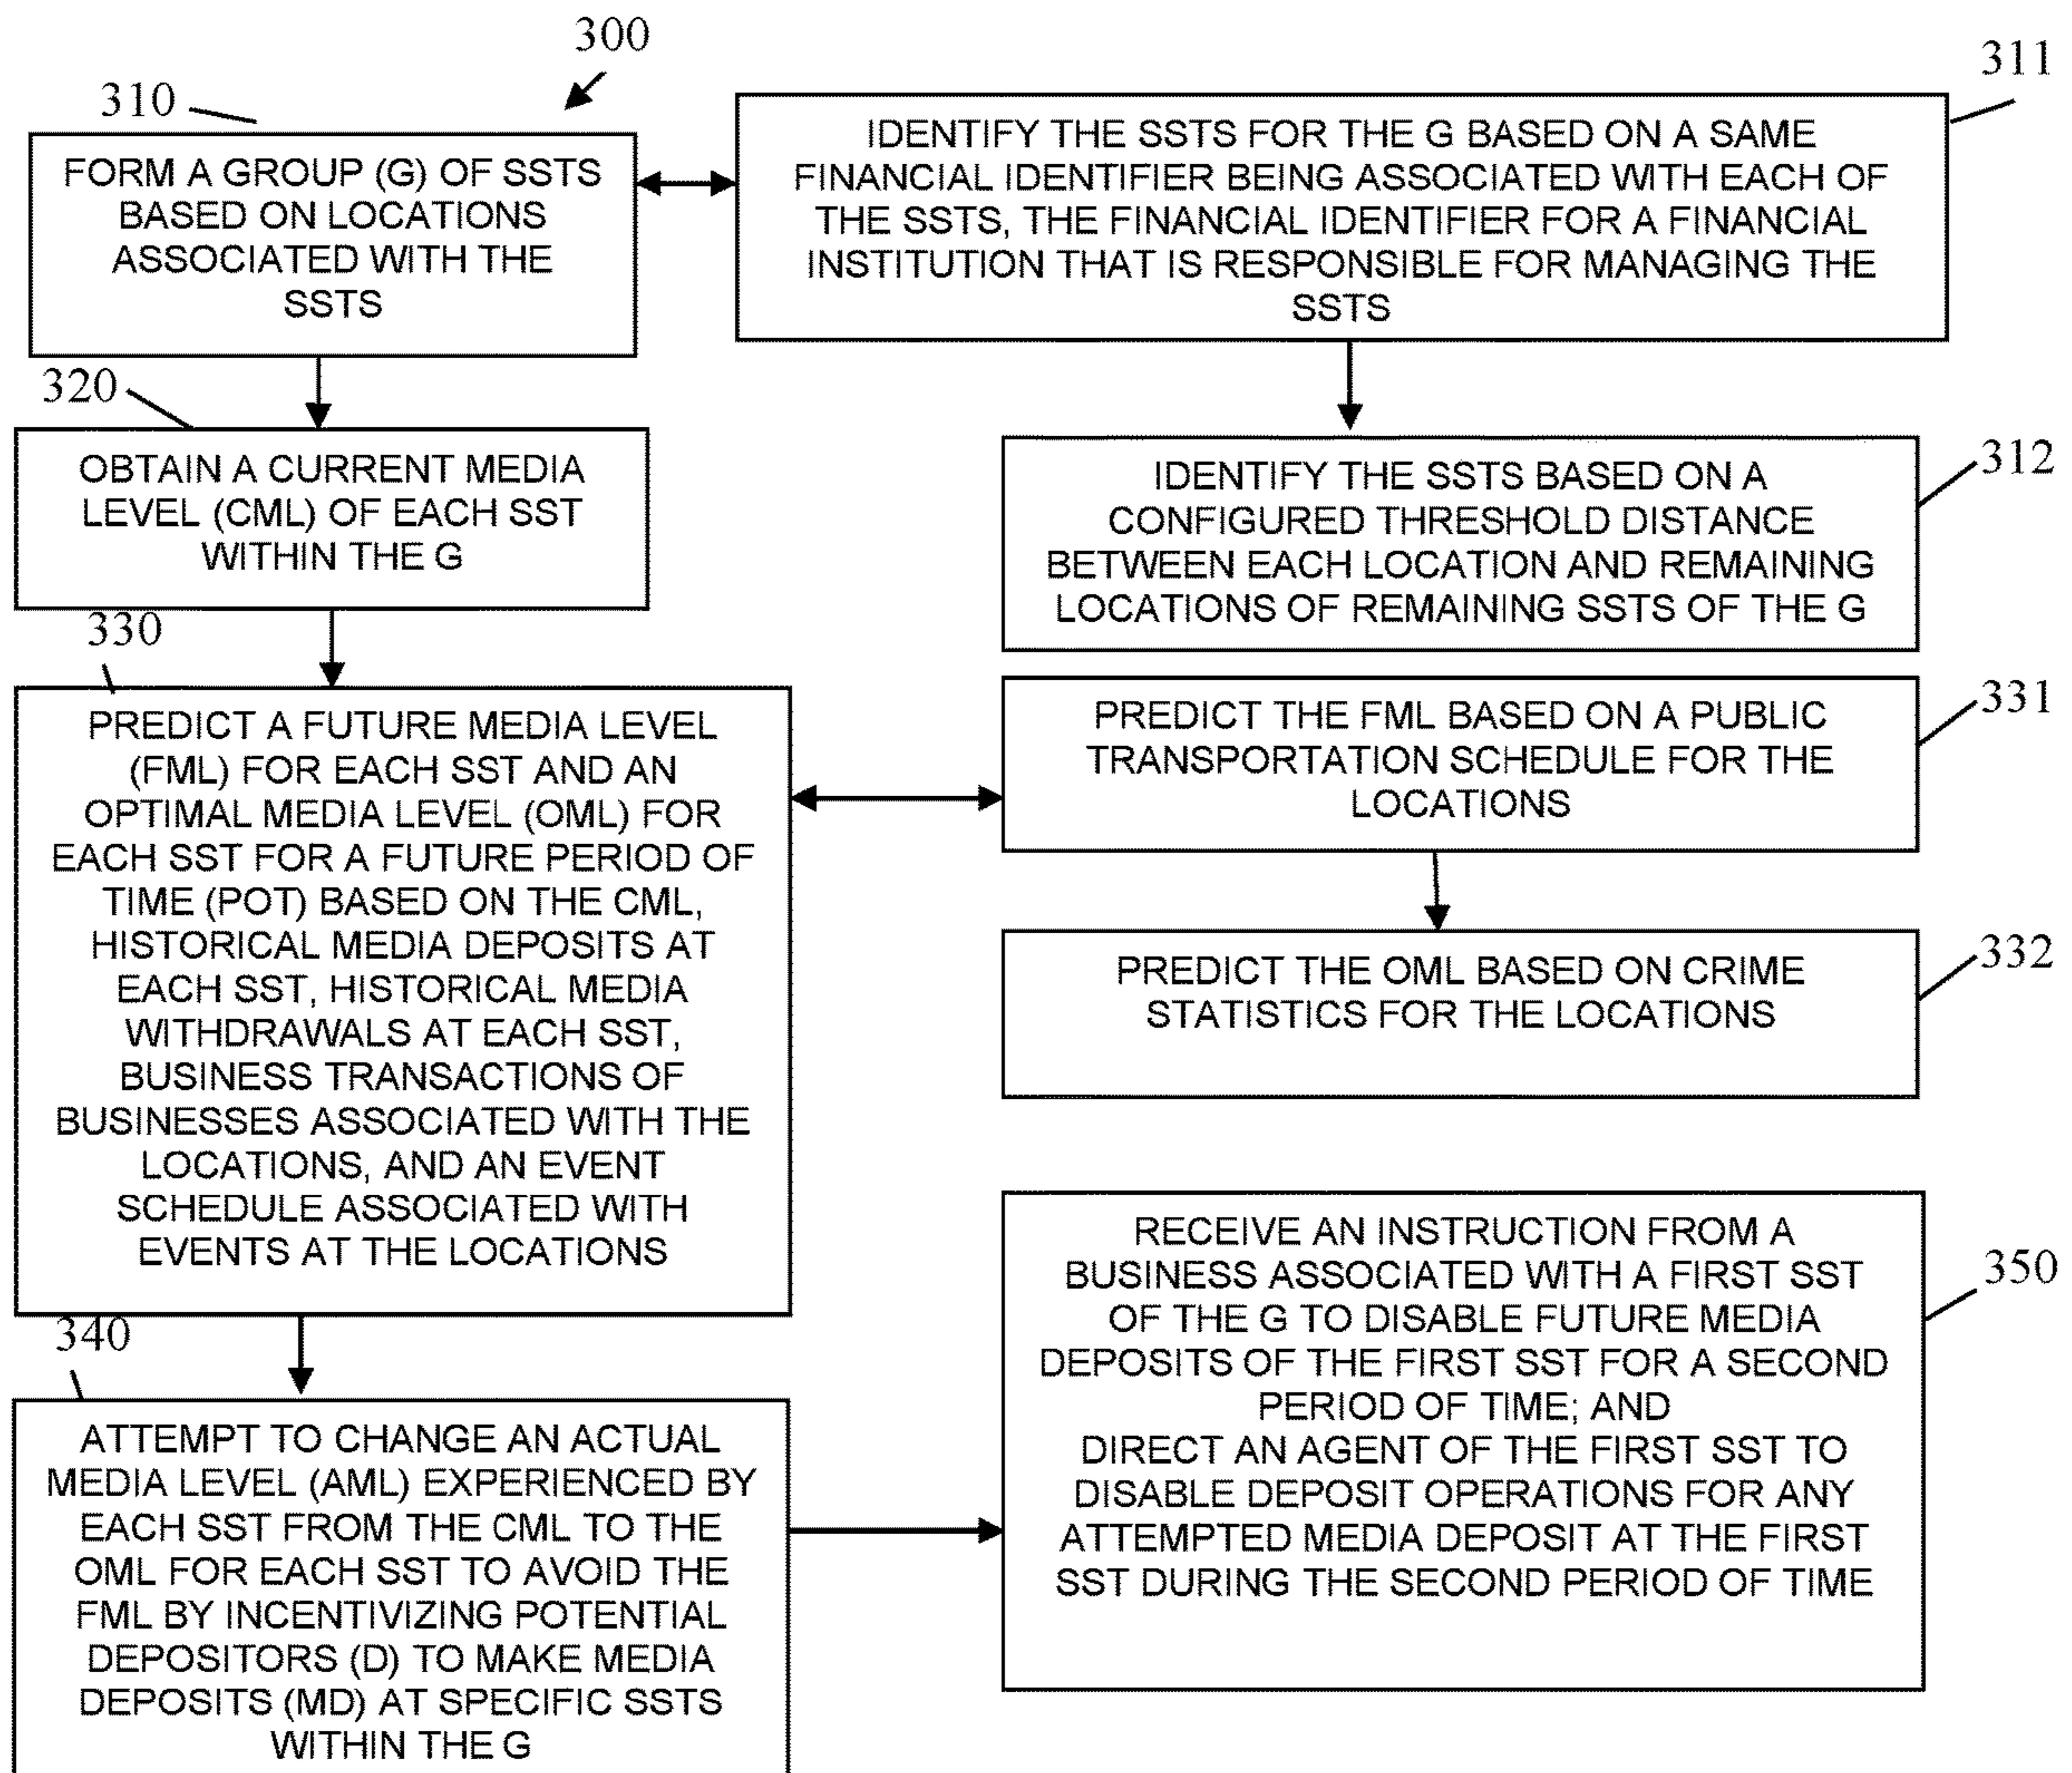 300
310
FORM A GROUP (G) OF SSTS
BASED ON LOCATIONS
ASSOCIATED WITH THE
SSTS
311
IDENTIFY THE SSTS FOR THE G BASED ON A SAME
FINANCIAL IDENTIFIER BEING ASSOCIATED WITH EACH OF
THE SSTS, THE FINANCIAL IDENTIFIER FOR A FINANCIAL
INSTITUTION THAT IS RESPONSIBLE FOR MANAGING THE
SSTS
320
OBTAIN A CURRENT MEDIA
LEVEL (CML) OF EACH SST
WITHIN THE G
312
IDENTIFY THE SSTS BASED ON A
CONFIGURED THRESHOLD DISTANCE
BETWEEN EACH LOCATION AND REMAINING
LOCATIONS OF REMAINING SSTS OF THE G
330
PREDICT A FUTURE MEDIA LEVEL
(FML) FOR EACH SST AND AN
OPTIMAL MEDIA LEVEL (OML) FOR
EACH SST FOR A FUTURE PERIOD OF
TIME (POT) BASED ON THE CML,
HISTORICAL MEDIA DEPOSITS AT
EACH SST, HISTORICAL MEDIA
WITHDRAWALS AT EACH SST,
BUSINESS TRANSACTIONS OF
BUSINESSES ASSOCIATED WITH THE
LOCATIONS, AND AN EVENT
SCHEDULE ASSOCIATED WITH
EVENTS AT THE LOCATIONS
331
PREDICT THE FML BASED ON A PUBLIC
TRANSPORTATION SCHEDULE FOR THE
LOCATIONS
332
PREDICT THE OML BASED ON CRIME
STATISTICS FOR THE LOCATIONS
340
ATTEMPT TO CHANGE AN ACTUAL
MEDIA LEVEL (AML) EXPERIENCED BY
EACH SST FROM THE CML TO THE
OML FOR EACH SST TO AVOID THE
FML BY INCENTIVIZING POTENTIAL
DEPOSITORS (D) TO MAKE MEDIA
DEPOSITS (MD) AT SPECIFIC SSTS
WITHIN THE G
350
RECEIVE AN INSTRUCTION FROM A
BUSINESS ASSOCIATED WITH A FIRST SST
OF THE G TO DISABLE FUTURE MEDIA
DEPOSITS OF THE FIRST SST FOR A SECOND
PERIOD OF TIME; AND
DIRECT AN AGENT OF THE FIRST SST TO
DISABLE DEPOSIT OPERATIONS FOR ANY
ATTEMPTED MEDIA DEPOSIT AT THE FIRST
SST DURING THE SECOND PERIOD OF TIME